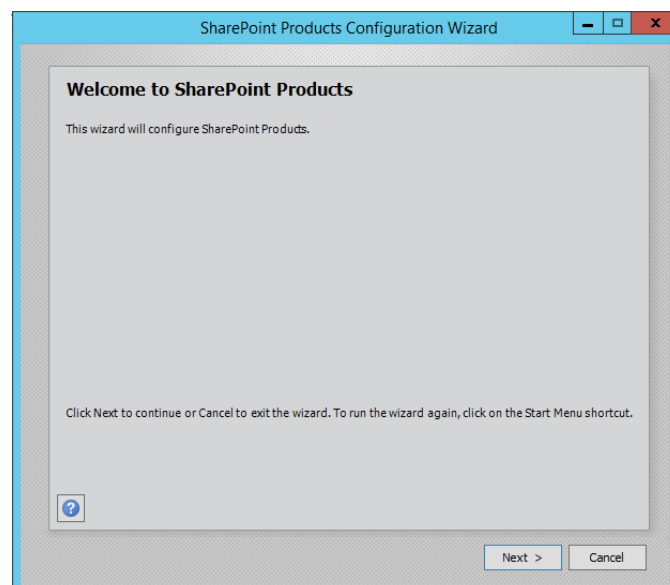 SharePoint Products Configuration Wizard
Welcome to SharePoint Products
This wizard will configure SharePoint Products.
Click Next to continue or Cancel to exit the wizard. To run the wizard again, click on the Start Menu shortcut.
?
Next >
Cancel